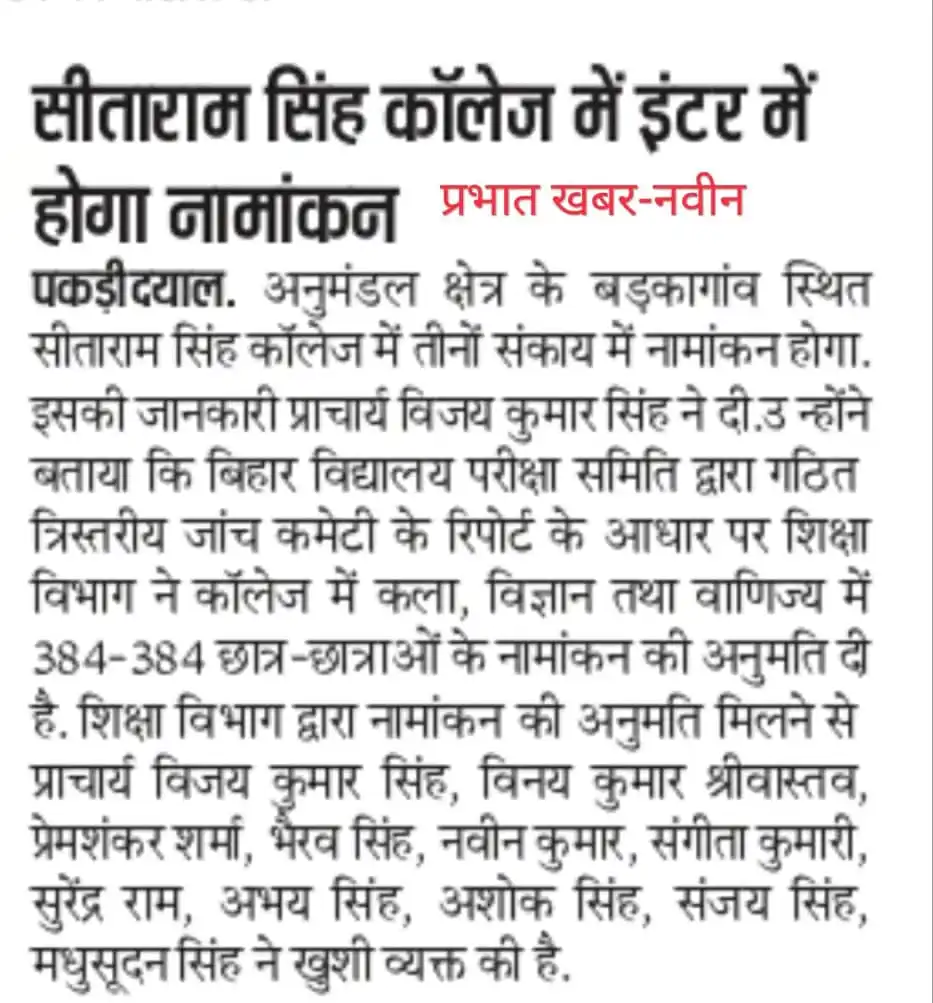 सीताराम सिंह कॉलेज में इंटर में
होगा नामांकन प्रभात खबर-नवीन
पकड़ीदयाल. अनुमंडल क्षेत्र के बड़कागांव स्थित
सीताराम सिंह कॉलेज में तीनों संकाय में नामांकन होगा.
इसकी जानकारी प्राचार्य विजय कुमार सिंह ने दी.उ न्होंने
बताया कि बिहार विद्यालय परीक्षा समिति द्वारा गठित
त्रिस्तरीय जांच कमेटी के रिपोर्ट के आधार पर शिक्षा
विभाग ने कॉलेज में कला, विज्ञान तथा वाणिज्य में
384-384 छात्र-छात्राओं के नामांकन की अनुमति दी
है. शिक्षा विभाग द्वारा नामांकन की अनुमति मिलने से
प्राचार्य विजय कुमार सिंह, विनय कुमार श्रीवास्तव,
प्रेमशंकर शर्मा, भैरव सिंह, नवीन कुमार, संगीता कुमारी,
सुरेंद्र राम, अभय सिंह, अशोक सिंह, संजय सिंह,
मधुसूदन सिंह ने खुशी व्यक्त की है.